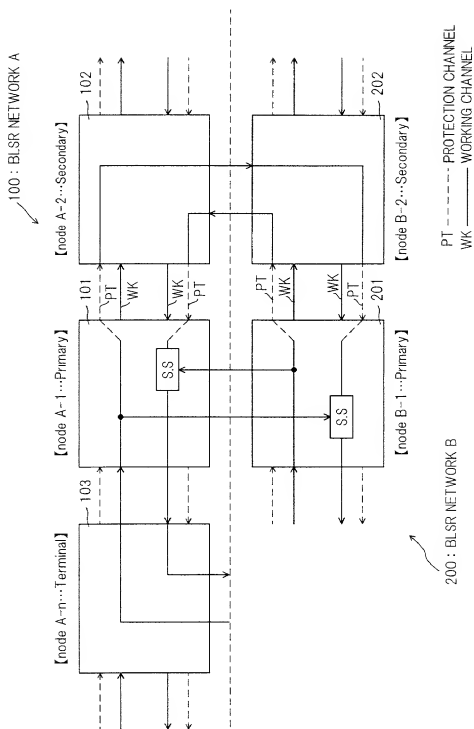 100 : BLSR NETWORK A
103
101
102
【node A-n⋯Terminal】
【node A-1⋯Primary】
【node A-2⋯Secondary】
PT
WK
WK
PT
S.S
S.S
PT
WK
WK
PT
201
202
【node B-1⋯Primary】
【node B-2⋯Secondary】
200 : BLSR NETWORK B
PT PROTECTION CHANNEL
WK WORKING CHANNEL